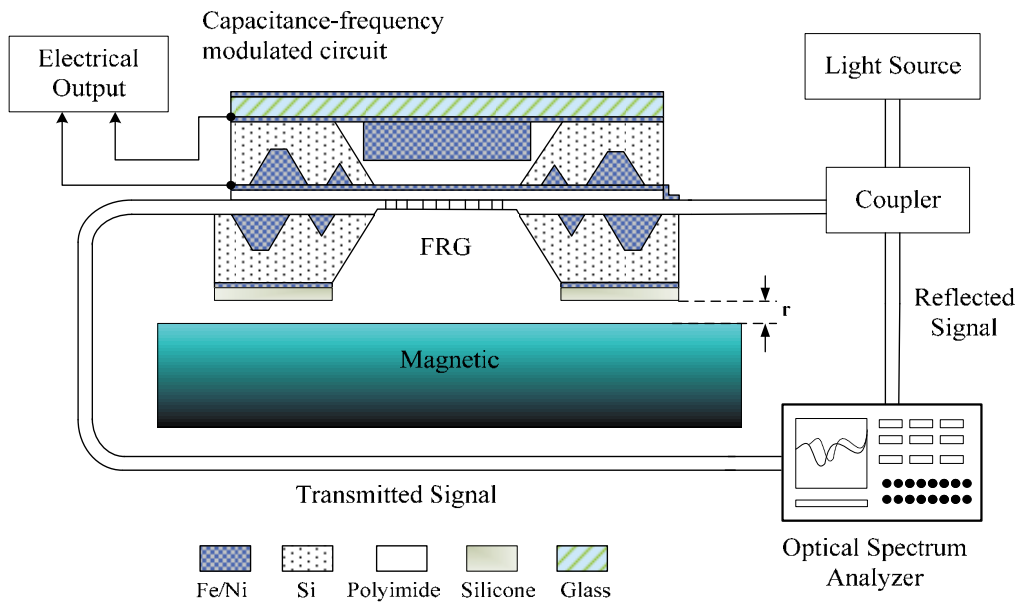 Capacitance-frequency
modulated circuit
Electrical
Output
Light Source
Coupler
FRG
r
Reflected
Signal
Magnetic
Transmitted Signal
Optical Spectrum
Analyzer
Fe/Ni
Si
Polyimide
Silicone
Glass